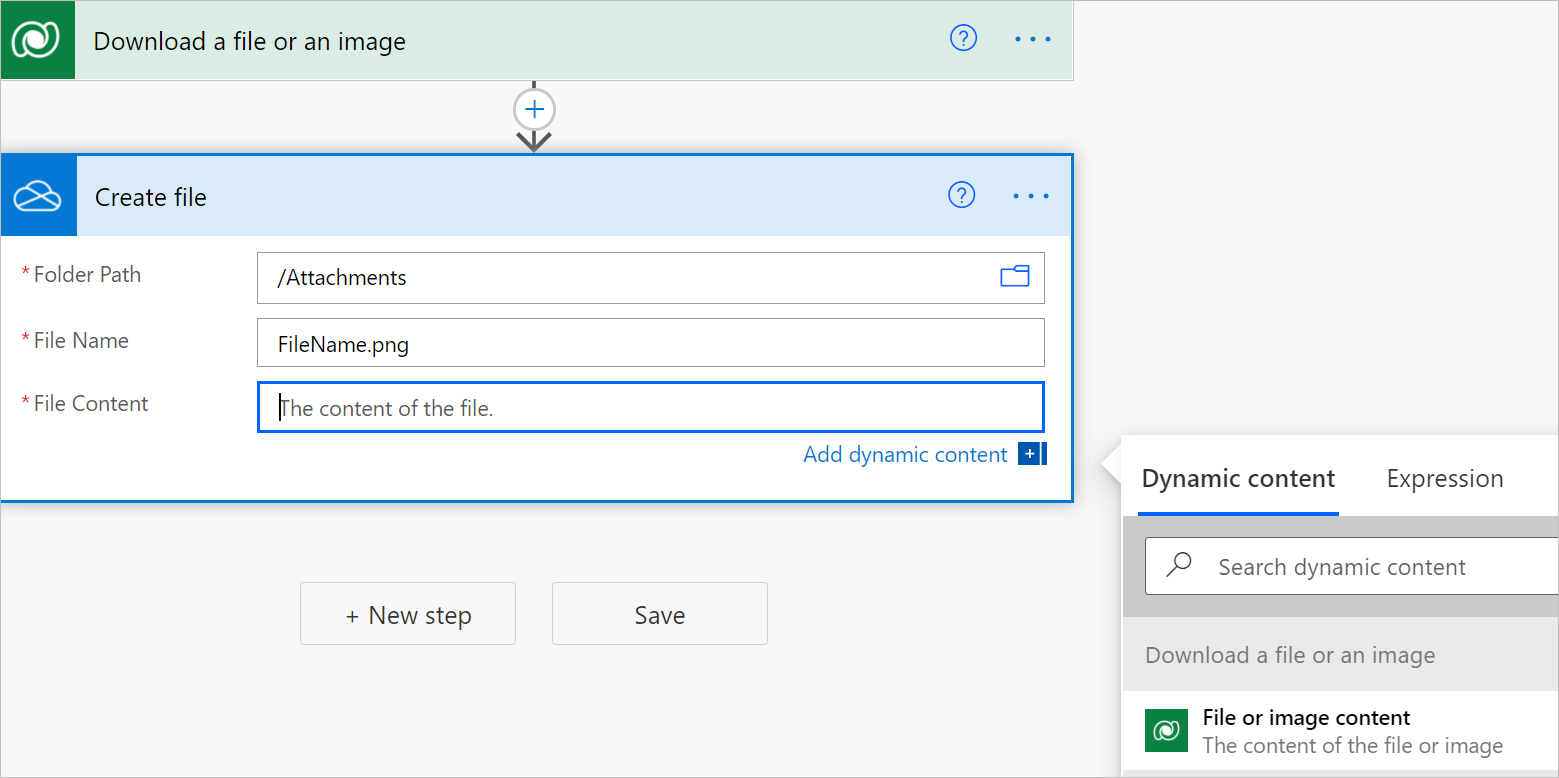 Download a file or an image
Create file
* Folder Path
/Attachments
* File Name
FileName.png
* File Content
The content of the file.
Add dynamic content
+ New step
Save
Dynamic content
Expression
Search dynamic content
Download a file or an image
File or image content
The content of the file or image